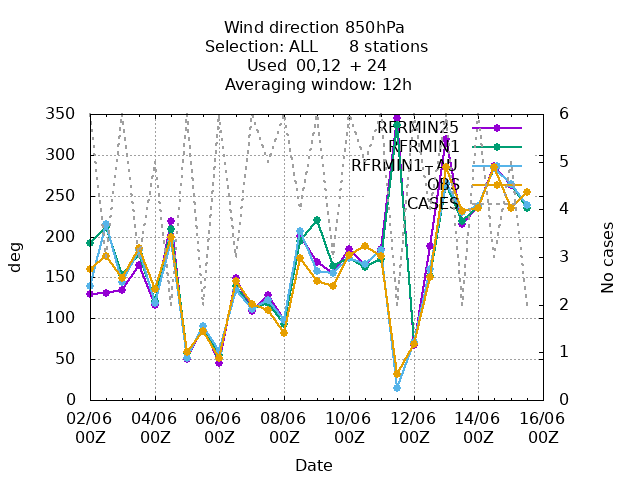 Wind direction 850hPa
Selection: ALL 8 stations
Used 00,12 + 24
Averaging window: 12h
350
300
250
200
150
100
50
0
deg
6
5
4
3
2
1
0
No cases
RFRMIN25
RFRMIN1
RFRMIN1_AU
OBS
CASES
02/06 04/06 06/06 08/06 10/06 12/06 14/06 16/06
00Z 00Z 00Z 00Z 00Z 00Z 00Z 00Z
Date